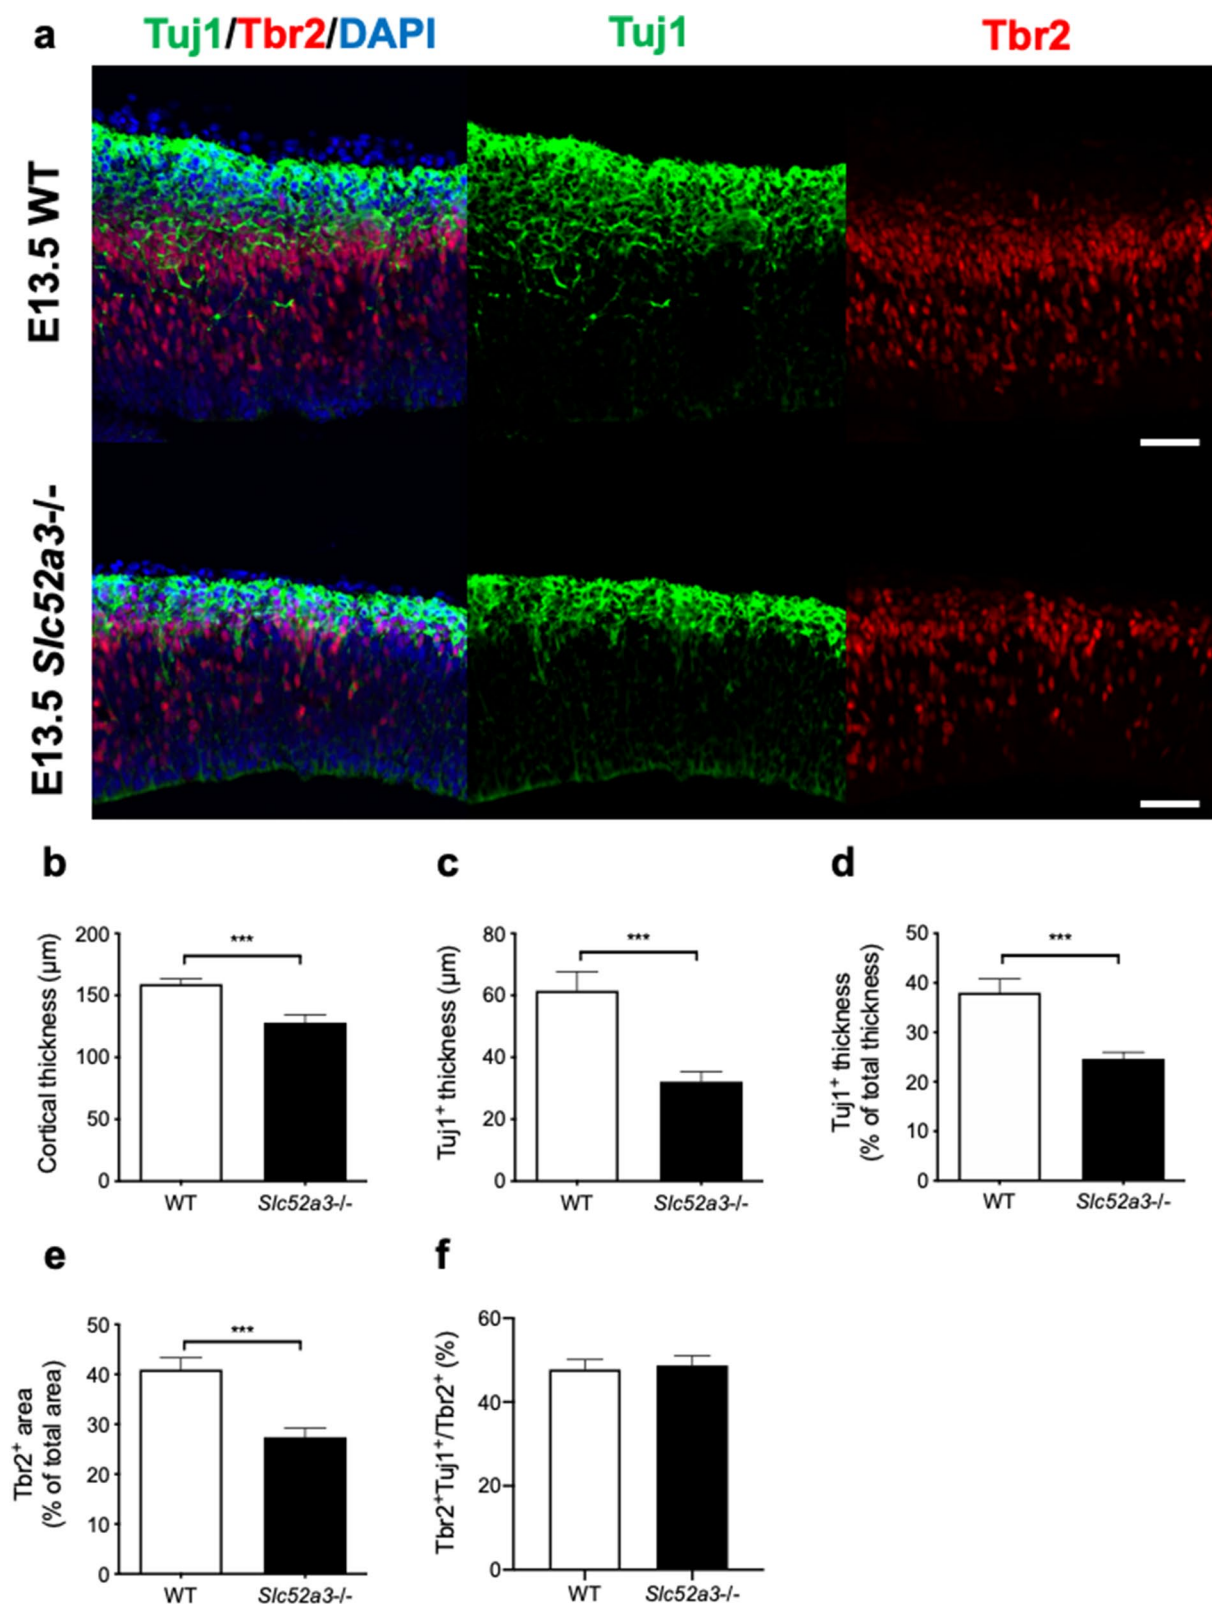 a
Tuj1/Tbr2/DAPI
Tuj1
Tbr2
E13.5 WT
E13.5 Slc52a3-/-
b
c
d
Cortical thickness (μm)
200
150
100
50
0
***
WT
Slc52a3-/-
Tuj1+ thickness (μm)
80
60
40
20
0
***
WT
Slc52a3-/-
Tuj1+ thickness
(% of total thickness)
50
40
30
20
10
0
***
WT
Slc52a3-/-
e
f
Tbr2+ area
(% of total area)
50
40
30
20
10
0
***
WT
Slc52a3-/-
Tbr2+Tuj1+/Tbr2+ (%)
60
40
20
0
WT
Slc52a3-/-